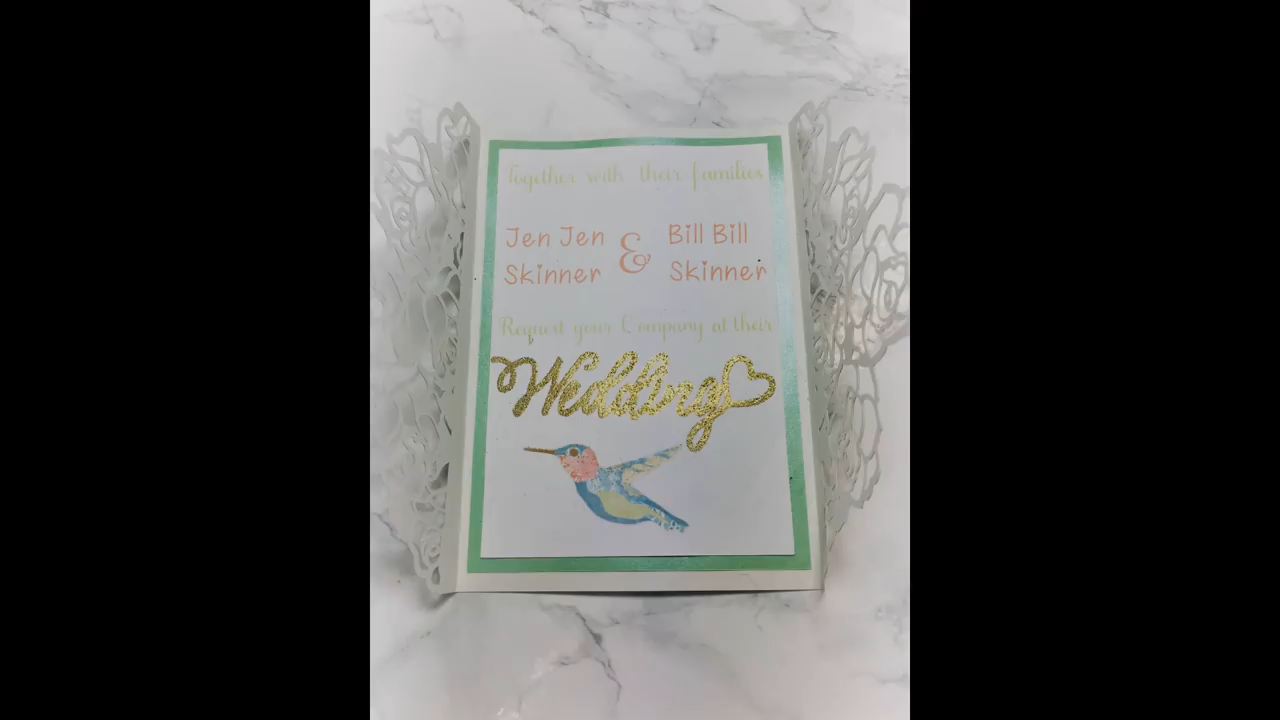 Together with their families
Jen Jen & Bill Bill
Skinner Skinner
Request your Company at their
Wedding